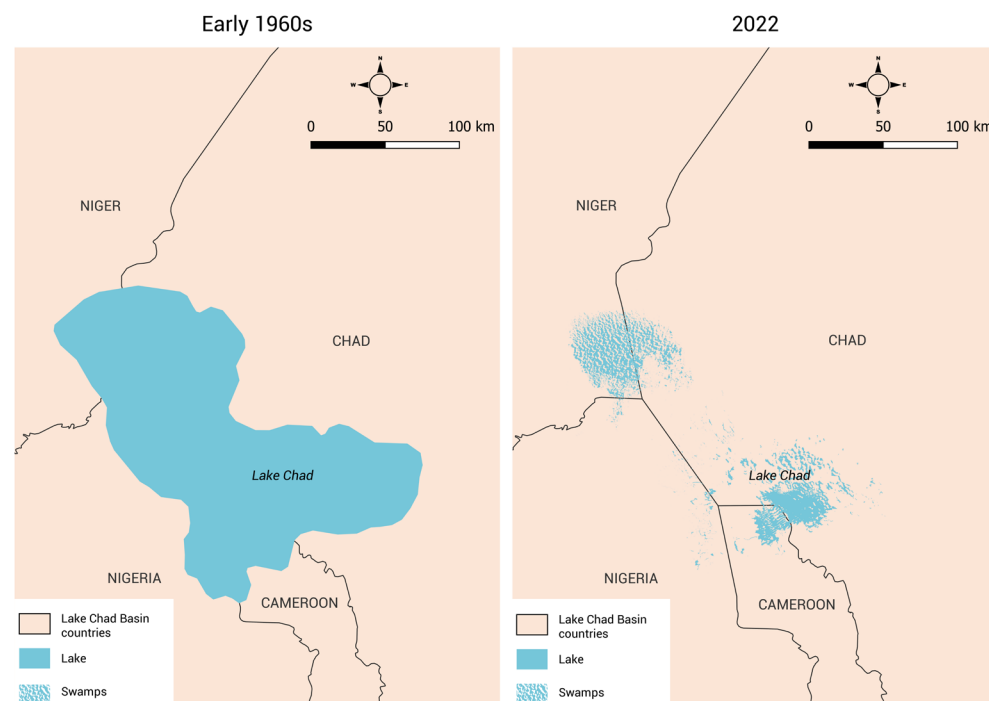 Early 1960s
N
W E
S
0 50 100 km
NIGER
CHAD
Lake Chad
NIGERIA
CAMEROON
Lake Chad Basin
countries
Lake
Swamps
2022
N
W E
S
0 50 100 km
NIGER
CHAD
Lake Chad
NIGERIA
CAMEROON
Lake Chad Basin
countries
Lake
Swamps